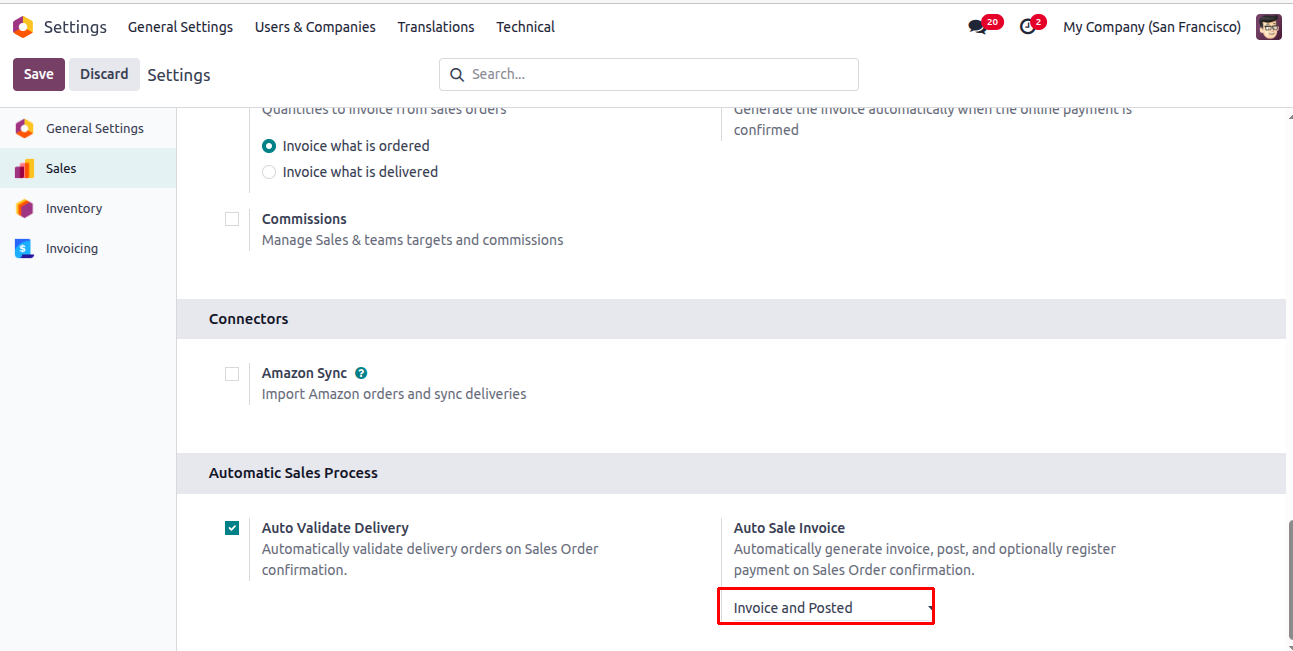 Settings General Settings Users & Companies Translations Technical 20 2 My Company (San Francisco)
Save Discard Settings Search...
General Settings
Sales
Inventory
Invoicing
Quantities to invoice from sales orders
Invoice what is ordered
Invoice what is delivered
Generate the invoice automatically when the online payment is
confirmed
Commissions
Manage Sales & teams targets and commissions
Connectors
Amazon Sync ?
Import Amazon orders and sync deliveries
Automatic Sales Process
Auto Validate Delivery
Automatically validate delivery orders on Sales Order
confirmation.
Auto Sale Invoice
Automatically generate invoice, post, and optionally register
payment on Sales Order confirmation.
Invoice and Posted